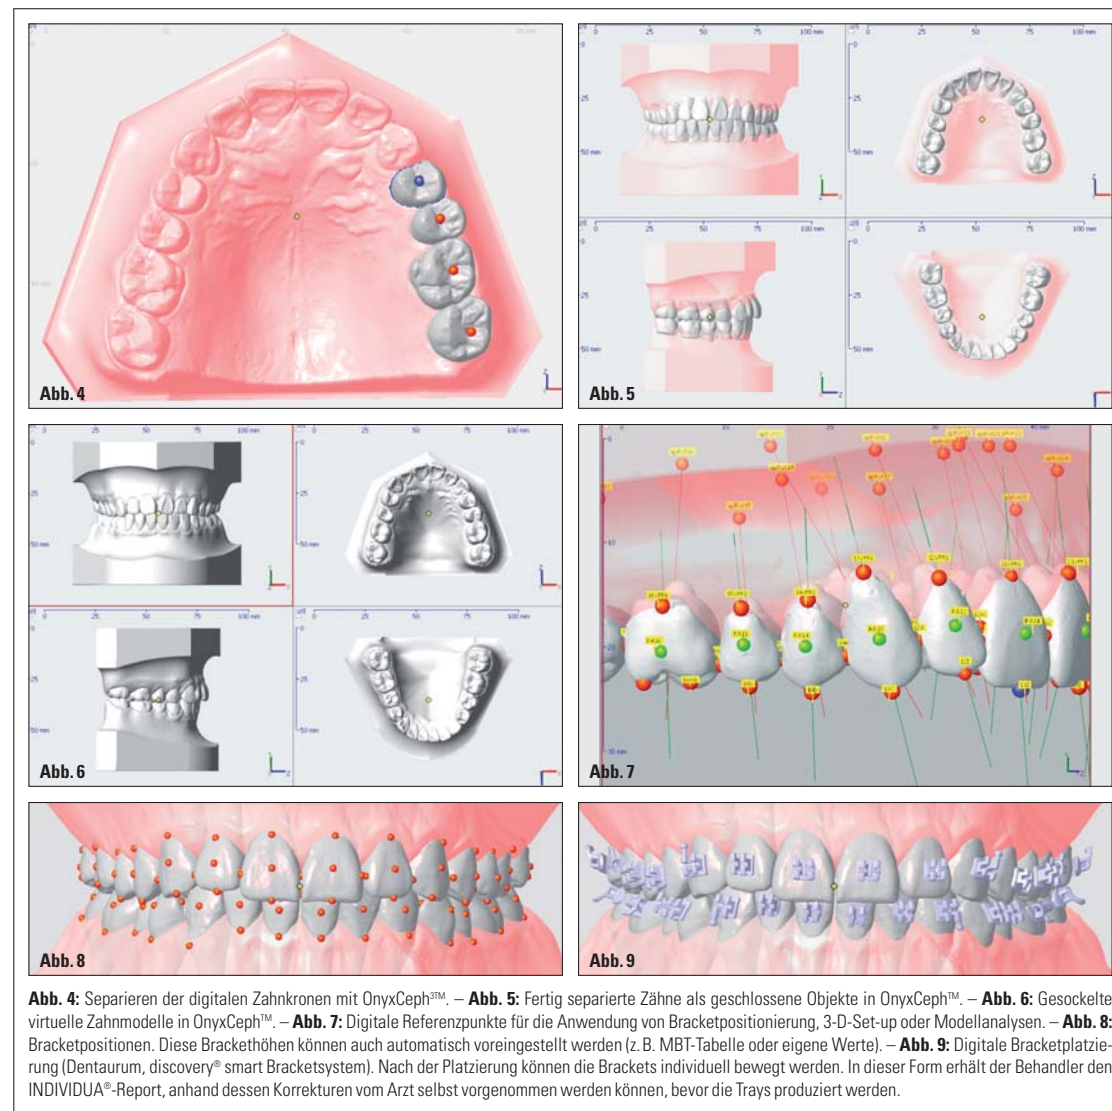 Abb. 4
Abb. 5
Abb. 6
Abb. 7
Abb. 8
Abb. 9
Abb. 4: Separieren der digitalen Zahnkronen mit OnyxCeph³™. – Abb. 5: Fertig separierte Zähne als geschlossene Objekte in OnyxCeph™. – Abb. 6: Gesockelte
virtuelle Zahnmodelle in OnyxCeph™. – Abb. 7: Digitale Referenzpunkte für die Anwendung von Bracketpositionierung, 3-D-Set-up oder Modellanalysen. – Abb. 8:
Bracketpositionen. Diese Brackethöhen können auch automatisch voreingestellt werden (z. B. MBT-Tabelle oder eigene Werte). – Abb. 9: Digitale Bracketplatzie-
rung (Dentaurum, discovery® smart Bracketsystem). Nach der Platzierung können die Brackets individuell bewegt werden. In dieser Form erhält der Behandler den
INDIVIDUA®-Report, anhand dessen Korrekturen vom Arzt selbst vorgenommen werden können, bevor die Trays produziert werden.